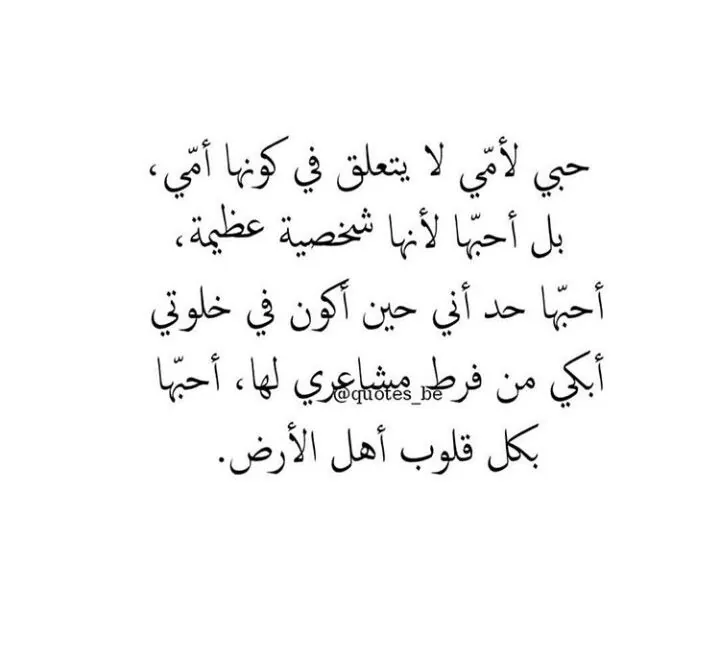 حبي لأمّي لا يتعلق في كونها أمّي،
بل أحبّها لأنها شخصية عظيمة،
أحبّها حد أني حين أكون في خلوتي
أبكي من فرط مشاعري لها، أحبّها
@quotes_be
بكل قلوب أهل الأرض.